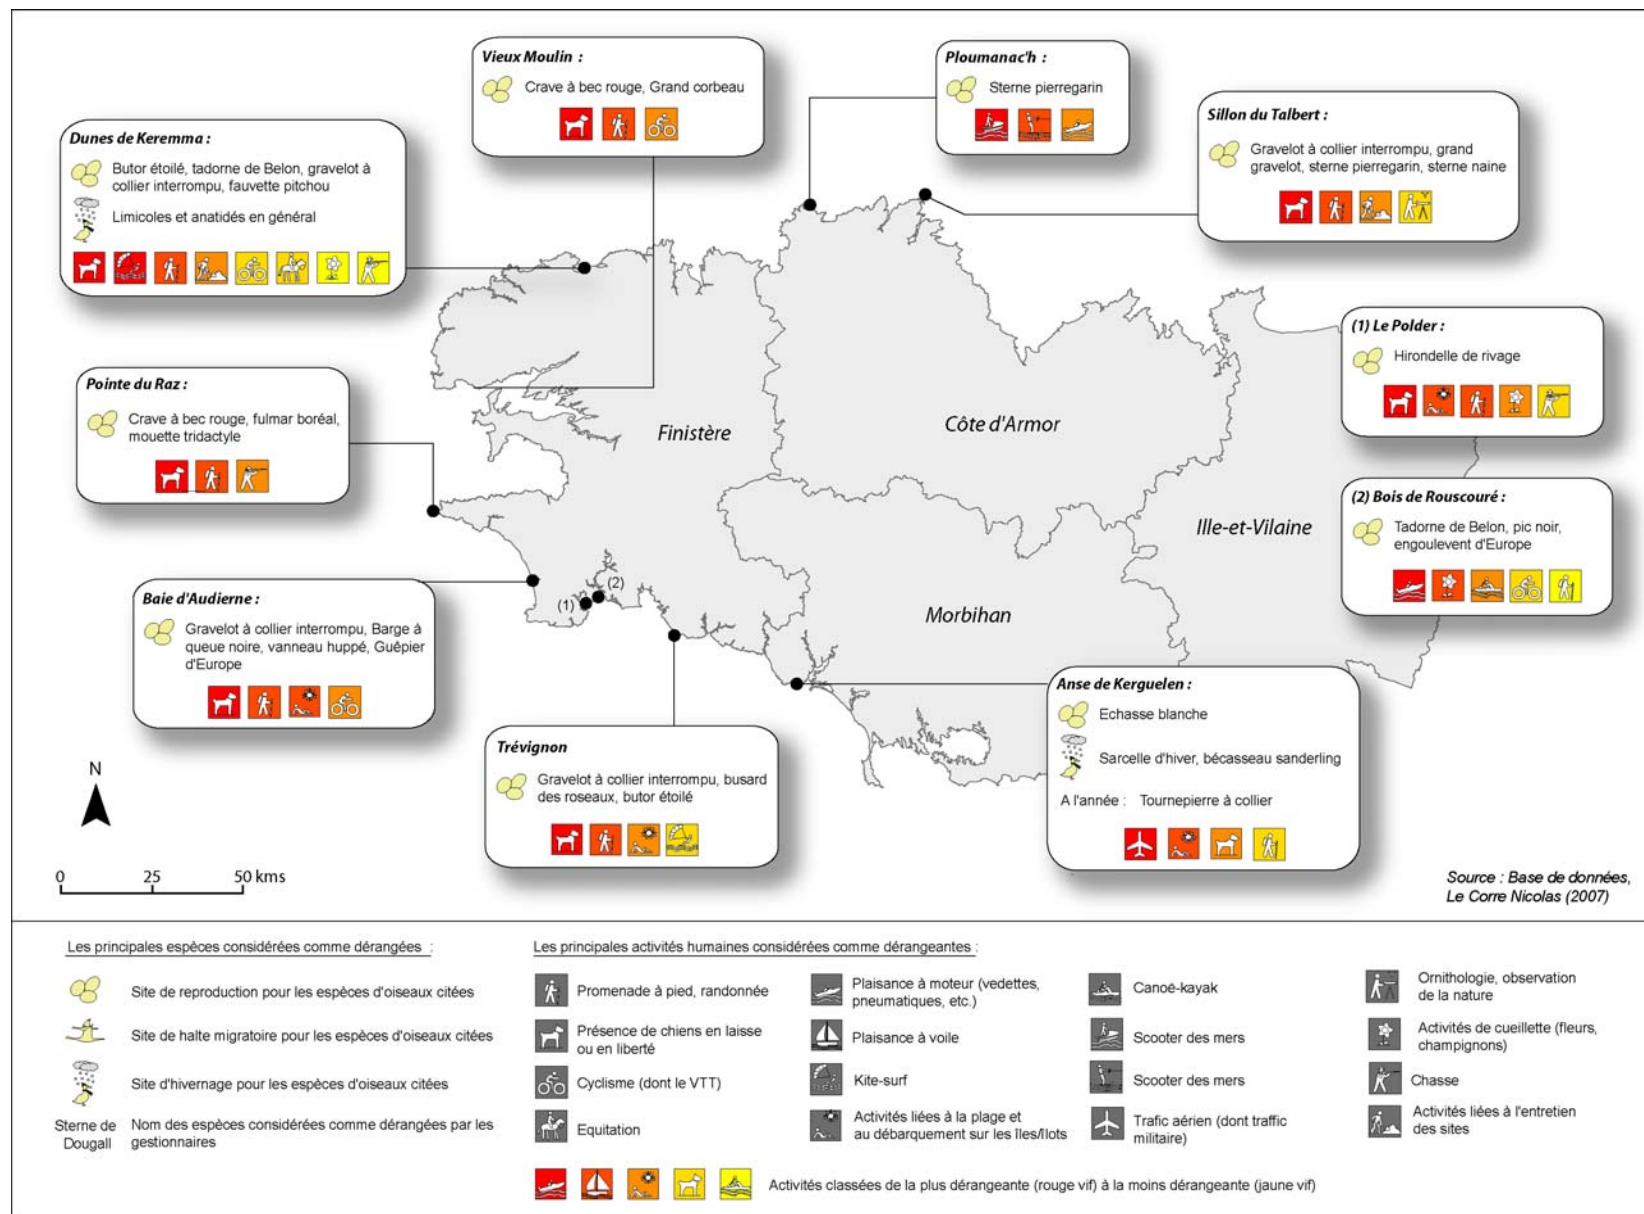 Vieux Moulin :
Crave à bec rouge, Grand corbeau
Ploumanac'h :
Sterne pierregarin
Sillon du Talbert :
Gravelot à collier interrompu, grand
gravelot, sterne pierregarin, sterne naine
Dunes de Keremma :
Butor étoilé, tadorne de Belon, gravelot à
collier interrompu, fauvette pitchou
Limicoles et anatidés en général
(1) Le Polder :
Hirondelle de rivage
Pointe du Raz :
Crave à bec rouge, fulmar boréal,
mouette tridactyle
Finistère
Côte d'Armor
Ille-et-Vilaine
Morbihan
(2) Bois de Rouscouré :
Tadorne de Belon, pic noir,
engoulevent d'Europe
(1)
(2)
Baie d'Audierne :
Gravelot à collier interrompu, Barge à
queue noire, vanneau huppé, Guêpier
d'Europe
Trévignon
Gravelot à collier interrompu, busard
des roseaux, butor étoilé
Anse de Kerguelen :
Echasse blanche
Sarcelle d'hiver, bécasseau sanderling
A l'année : Tournepierre à collier
N
0 25 50 kms
Source : Base de données,
Le Corre Nicolas (2007)
Les principales espèces considérées comme dérangées :
Site de reproduction pour les espèces d'oiseaux citées
Site de halte migratoire pour les espèces d'oiseaux citées
Site d'hivernage pour les espèces d'oiseaux citées
Sterne de
Dougall
Nom des espèces considérées comme dérangées par les
gestionnaires
Les principales activités humaines considérées comme dérangeantes :
Promenade à pied, randonnée
Présence de chiens en laisse
ou en liberté
Cyclisme (dont le VTT)
Equitation
Plaisance à moteur (vedettes,
pneumatiques, etc.)
Plaisance à voile
Kite-surf
Activités liées à la plage et
au débarquement sur les îles/îlots
Canoë-kayak
Scooter des mers
Scooter des mers
Trafic aérien (dont traffic
militaire)
Ornithologie, observation
de la nature
Activités de cueillette (fleurs,
champignons)
Chasse
Activités liées à l'entretien
des sites
Activités classées de la plus dérangeante (rouge vif) à la moins dérangeante (jaune vif)